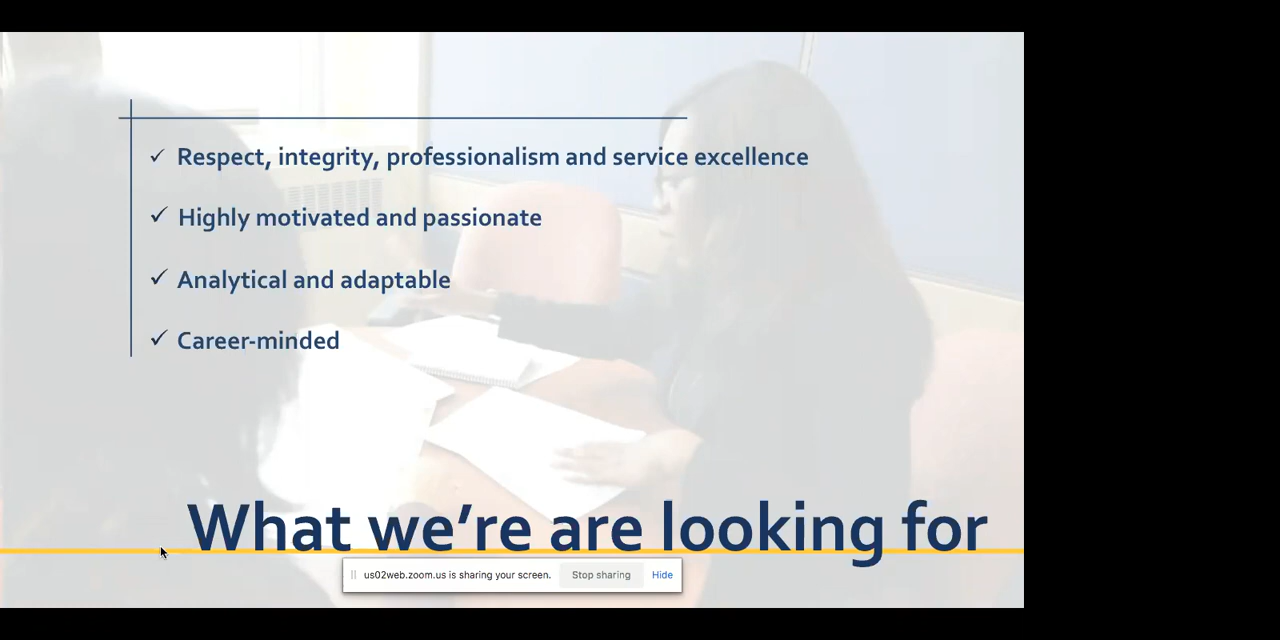 ✓ Respect, integrity, professionalism and service excellence
✓ Highly motivated and passionate
✓ Analytical and adaptable
✓ Career-minded
What we’re are looking for
us02web.zoom.us is sharing your screen. Stop sharing Hide